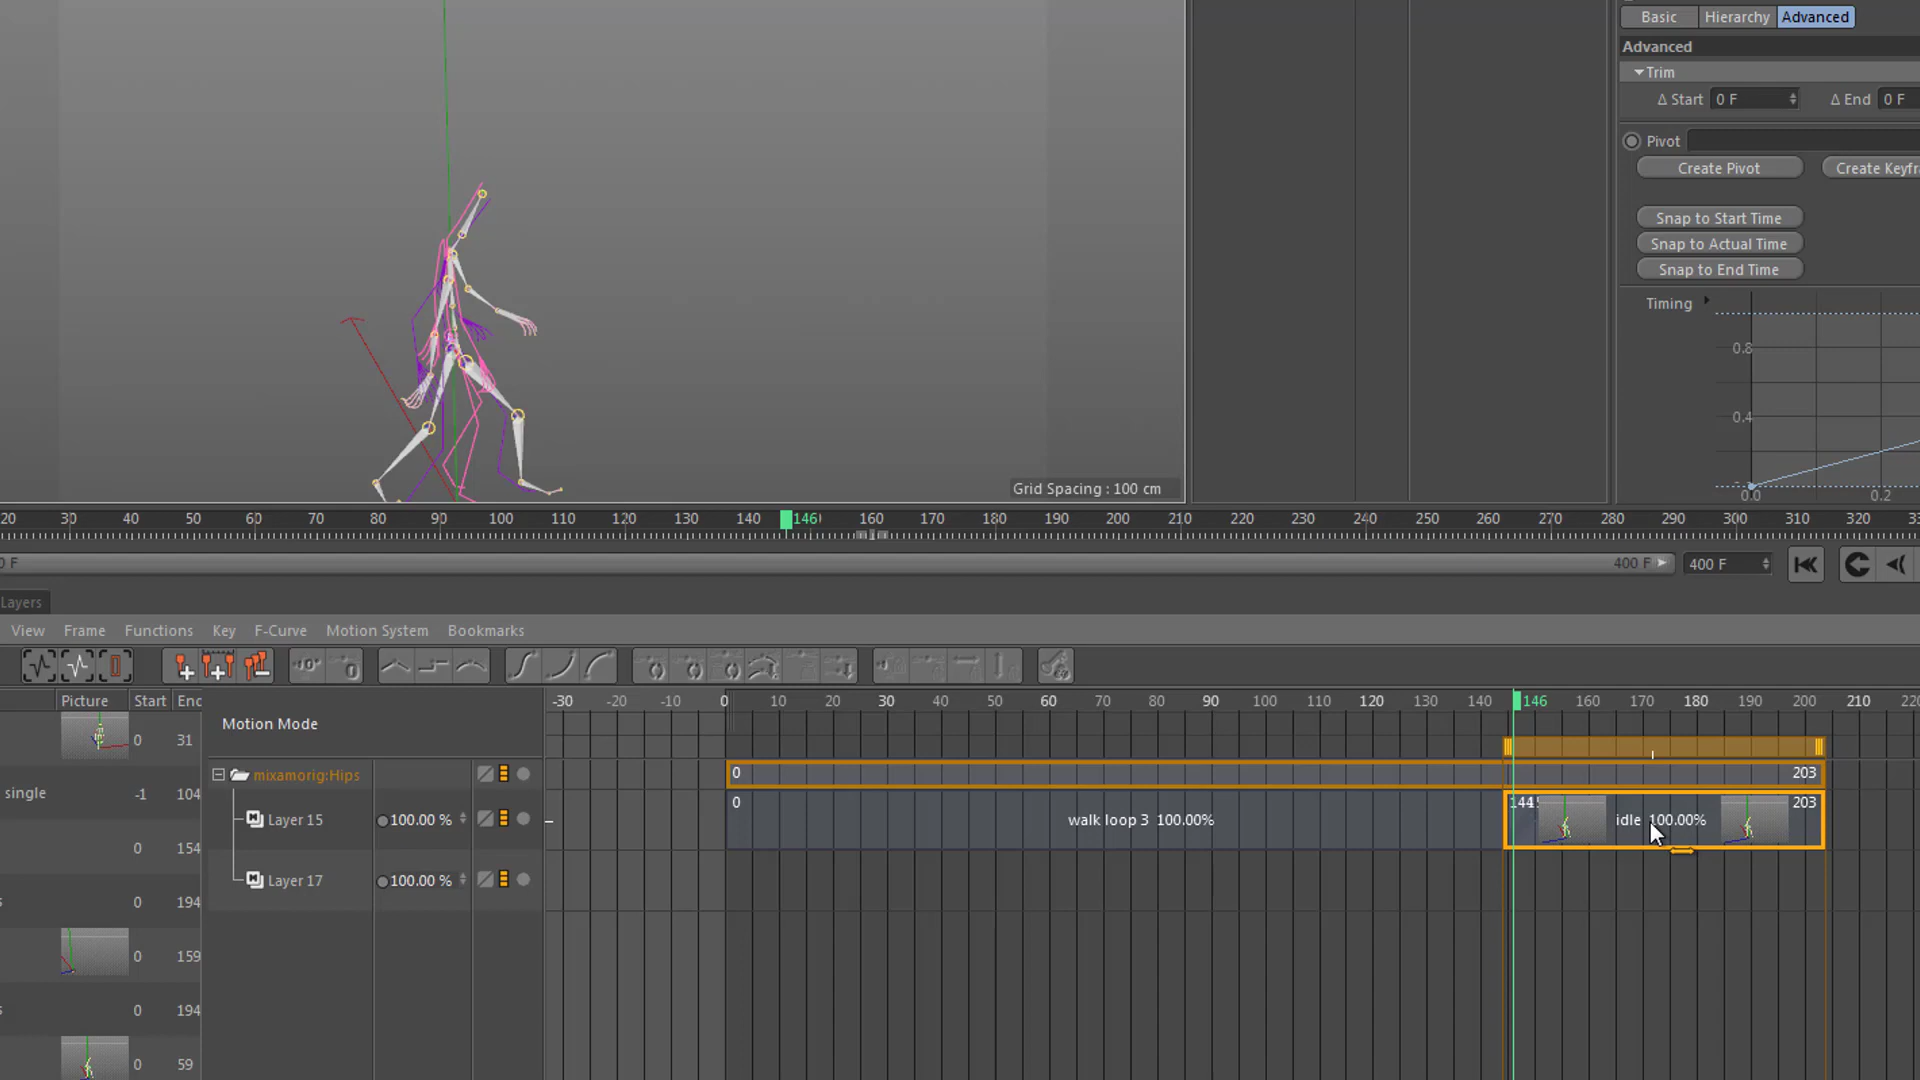 Basic Hierarchy Advanced
Advanced
Trim
Δ Start 0 F Δ End 0 F
Pivot
Create Pivot Create Keyfr
Snap to Start Time
Snap to Actual Time
Snap to End Time
Timing
0.8
0.4
0.0 0.2
Grid Spacing : 100 cm
20 30 40 50 60 70 80 90 100 110 120 130 140 146 160 170 180 190 200 210 220 230 240 250 260 270 280 290 300 310 320 33
0 F 400 F 400 F
Layers
View Frame Functions Key F-Curve Motion System Bookmarks
Picture Start Enc
-30 -20 -10 0 10 20 30 40 50 60 70 80 90 100 110 120 130 140 146 160 170 180 190 200 210 220
Motion Mode
0 31
mixamorig:Hips
0 203
single -1 104
0 144 203
Layer 15 100.00 %
walk loop 3 100.00%
idle 100.00%
0 154
Layer 17 100.00 %
s 0 194
0 159
s 0 194
0 59